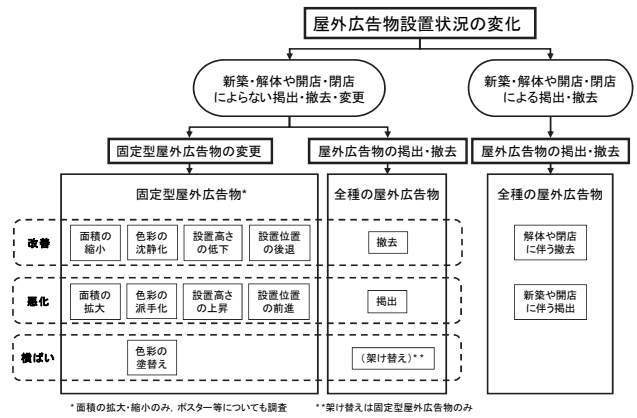 屋外広告物設置状況の変化
新築・解体や開店・閉店
によらない掲出・撤去・変更
新築・解体や開店・閉店
による掲出・撤去
固定型屋外広告物の変更
屋外広告物の掲出・撤去
屋外広告物の掲出・撤去
固定型屋外広告物*
全種の屋外広告物
全種の屋外広告物
改善
面積の
縮小
色彩の
沈静化
設置高さ
の低下
設置位置
の後退
撤去
解体や閉店
に伴う撤去
悪化
面積の
拡大
色彩の
派手化
設置高さ
の上昇
設置位置
の前進
掲出
新築や開店
に伴う掲出
横ばい
色彩の
塗替え
(架け替え)**
*面積の拡大・縮小のみ，ポスター等についても調査
**架け替えは固定型屋外広告物のみ